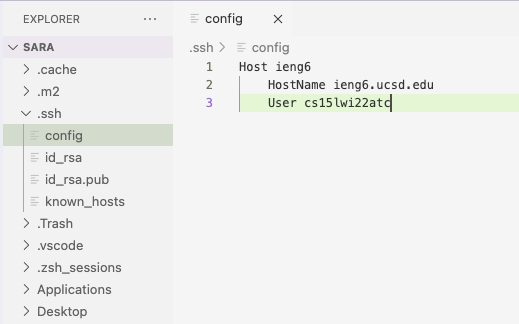 EXPLORER ...
SARA
.cache
.m2
.ssh
config
id_rsa
id_rsa.pub
known_hosts
.Trash
.vscode
.zsh_sessions
Applications
Desktop
config ×
.ssh > config
1 Host ieng6
2 HostName ieng6.ucsd.edu
3 User cs15lwi22atc